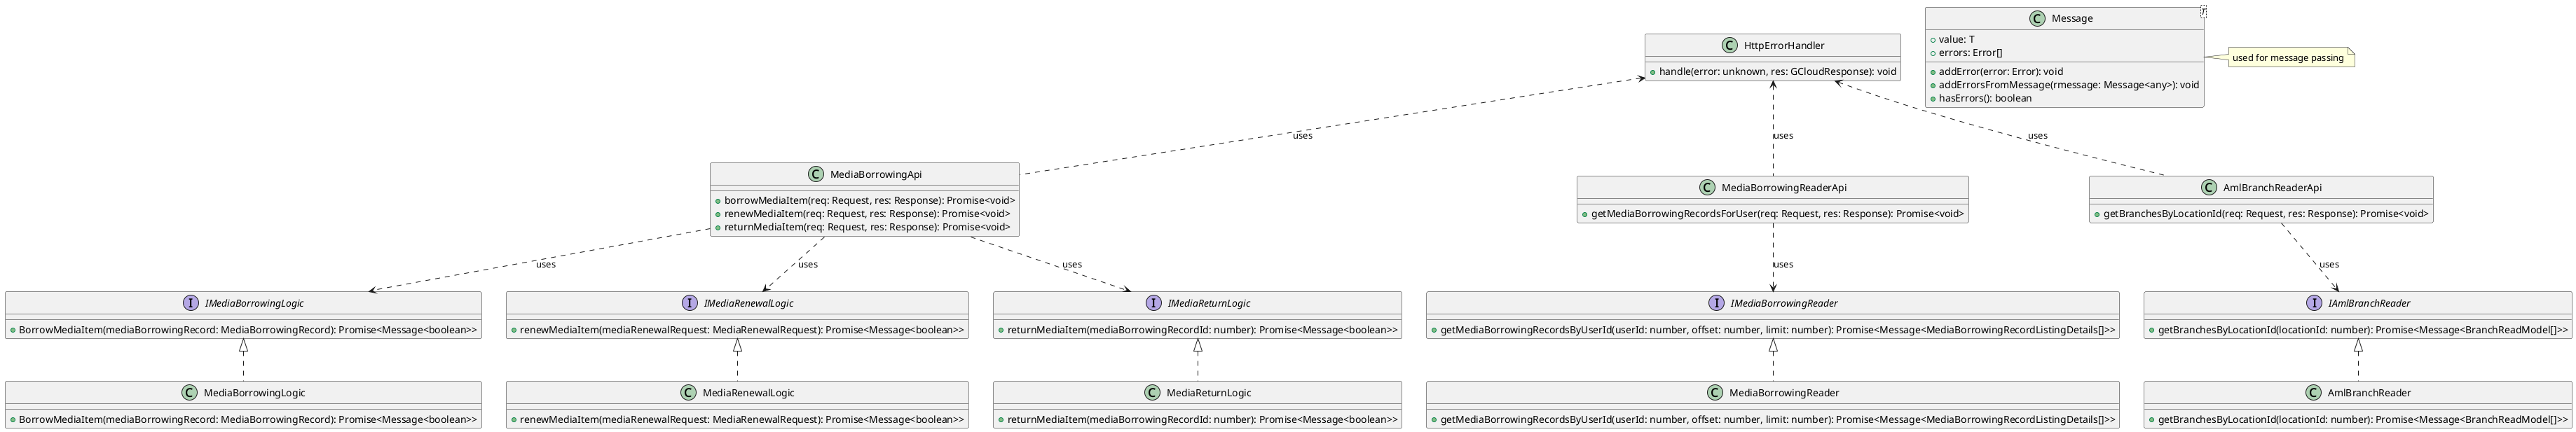 Message
T
value: T
errors: Error[]
addError(error: Error): void
addErrorsFromMessage(rmessage: Message<any>): void
hasErrors(): boolean
used for message passing
HttpErrorHandler
handle(error: unknown, res: GCloudResponse): void
uses
uses
uses
MediaBorrowingApi
borrowMediaItem(req: Request, res: Response): Promise<void>
renewMediaItem(req: Request, res: Response): Promise<void>
returnMediaItem(req: Request, res: Response): Promise<void>
MediaBorrowingReaderApi
getMediaBorrowingRecordsForUser(req: Request, res: Response): Promise<void>
AmlBranchReaderApi
getBranchesByLocationId(req: Request, res: Response): Promise<void>
uses
uses
uses
uses
uses
I IMediaBorrowingLogic
BorrowMediaItem(mediaBorrowingRecord: MediaBorrowingRecord): Promise<Message<boolean>>
I IMediaRenewalLogic
renewMediaItem(mediaRenewalRequest: MediaRenewalRequest): Promise<Message<boolean>>
I IMediaReturnLogic
returnMediaItem(mediaBorrowingRecordId: number): Promise<Message<boolean>>
I IMediaBorrowingReader
getMediaBorrowingRecordsByUserId(userId: number, offset: number, limit: number): Promise<Message<MediaBorrowingRecordListingDetails[]>>
I IAmlBranchReader
getBranchesByLocationId(locationId: number): Promise<Message<BranchReadModel[]>>
C MediaBorrowingLogic
BorrowMediaItem(mediaBorrowingRecord: MediaBorrowingRecord): Promise<Message<boolean>>
C MediaRenewalLogic
renewMediaItem(mediaRenewalRequest: MediaRenewalRequest): Promise<Message<boolean>>
C MediaReturnLogic
returnMediaItem(mediaBorrowingRecordId: number): Promise<Message<boolean>>
C MediaBorrowingReader
getMediaBorrowingRecordsByUserId(userId: number, offset: number, limit: number): Promise<Message<MediaBorrowingRecordListingDetails[]>>
C AmlBranchReader
getBranchesByLocationId(locationId: number): Promise<Message<BranchReadModel[]>>